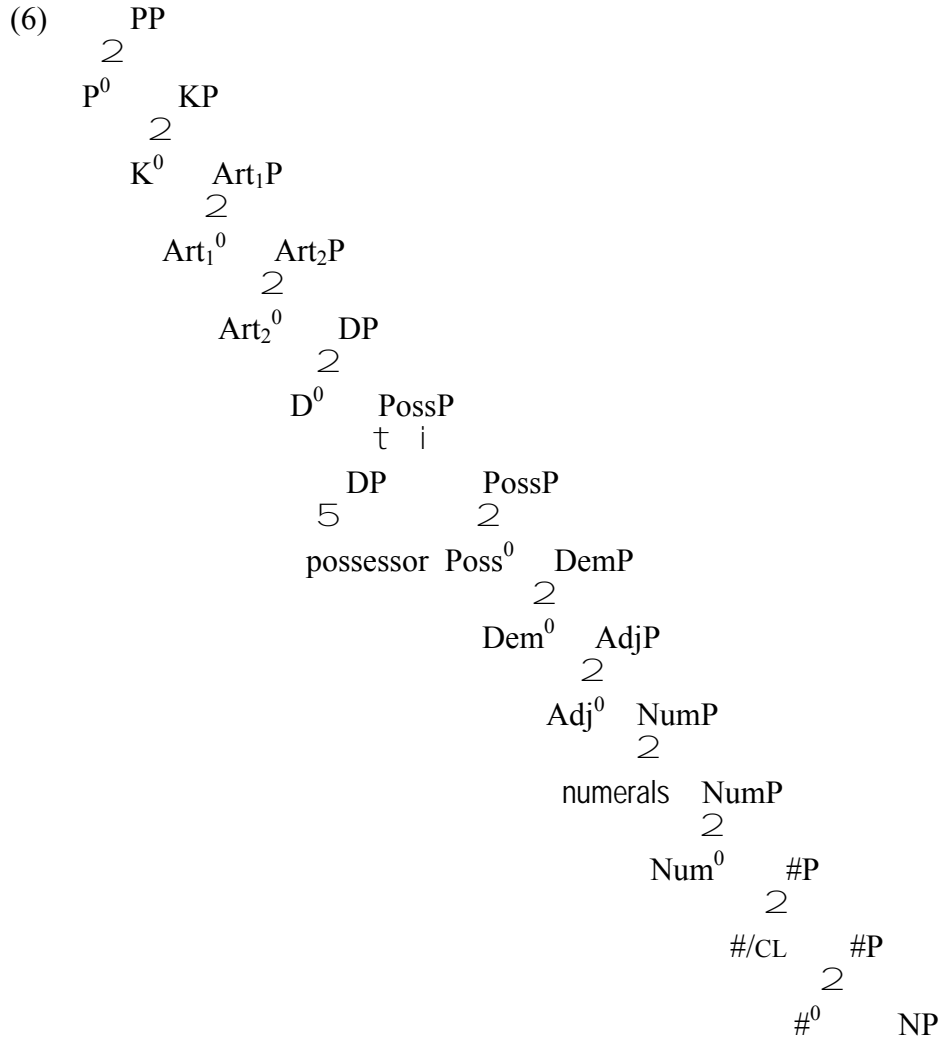 (6) PP
2
P⁰ KP
2
K⁰ Art₁P
2
Art₁⁰ Art₂P
2
Art₂⁰ DP
2
D⁰ PossP
t i
DP PossP
5 2
possessor Poss⁰ DemP
2
Dem⁰ AdjP
2
Adj⁰ NumP
2
numerals NumP
2
Num⁰ #P
2
#/CL #P
2
#⁰ NP